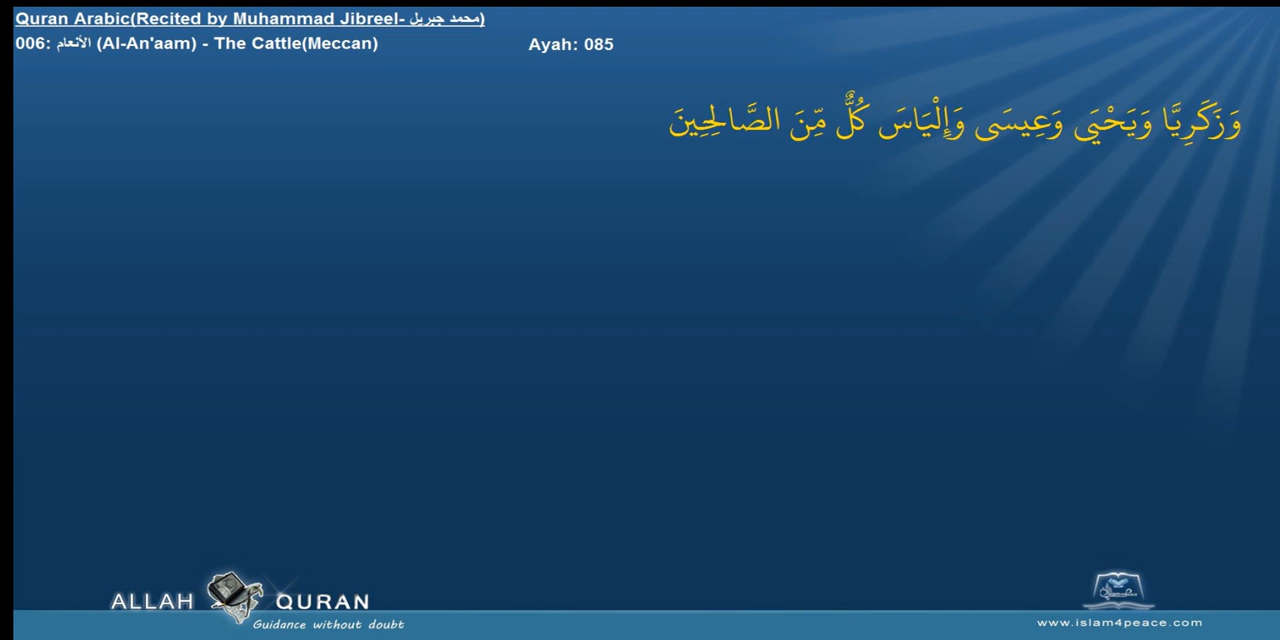 Quran Arabic(Recited by Muhammad Jibreel- محمد جبريل)
006: الأنعام (Al-An'aam) - The Cattle(Meccan) Ayah: 085
وَزَكَرِيَّا وَيَحْيَى وَعِيسَى وَإِلْيَاسَ كُلٌّ مِّنَ الصَّالِحِينَ
ALLAH QURAN
Guidance without doubt
www.islam4peace.com